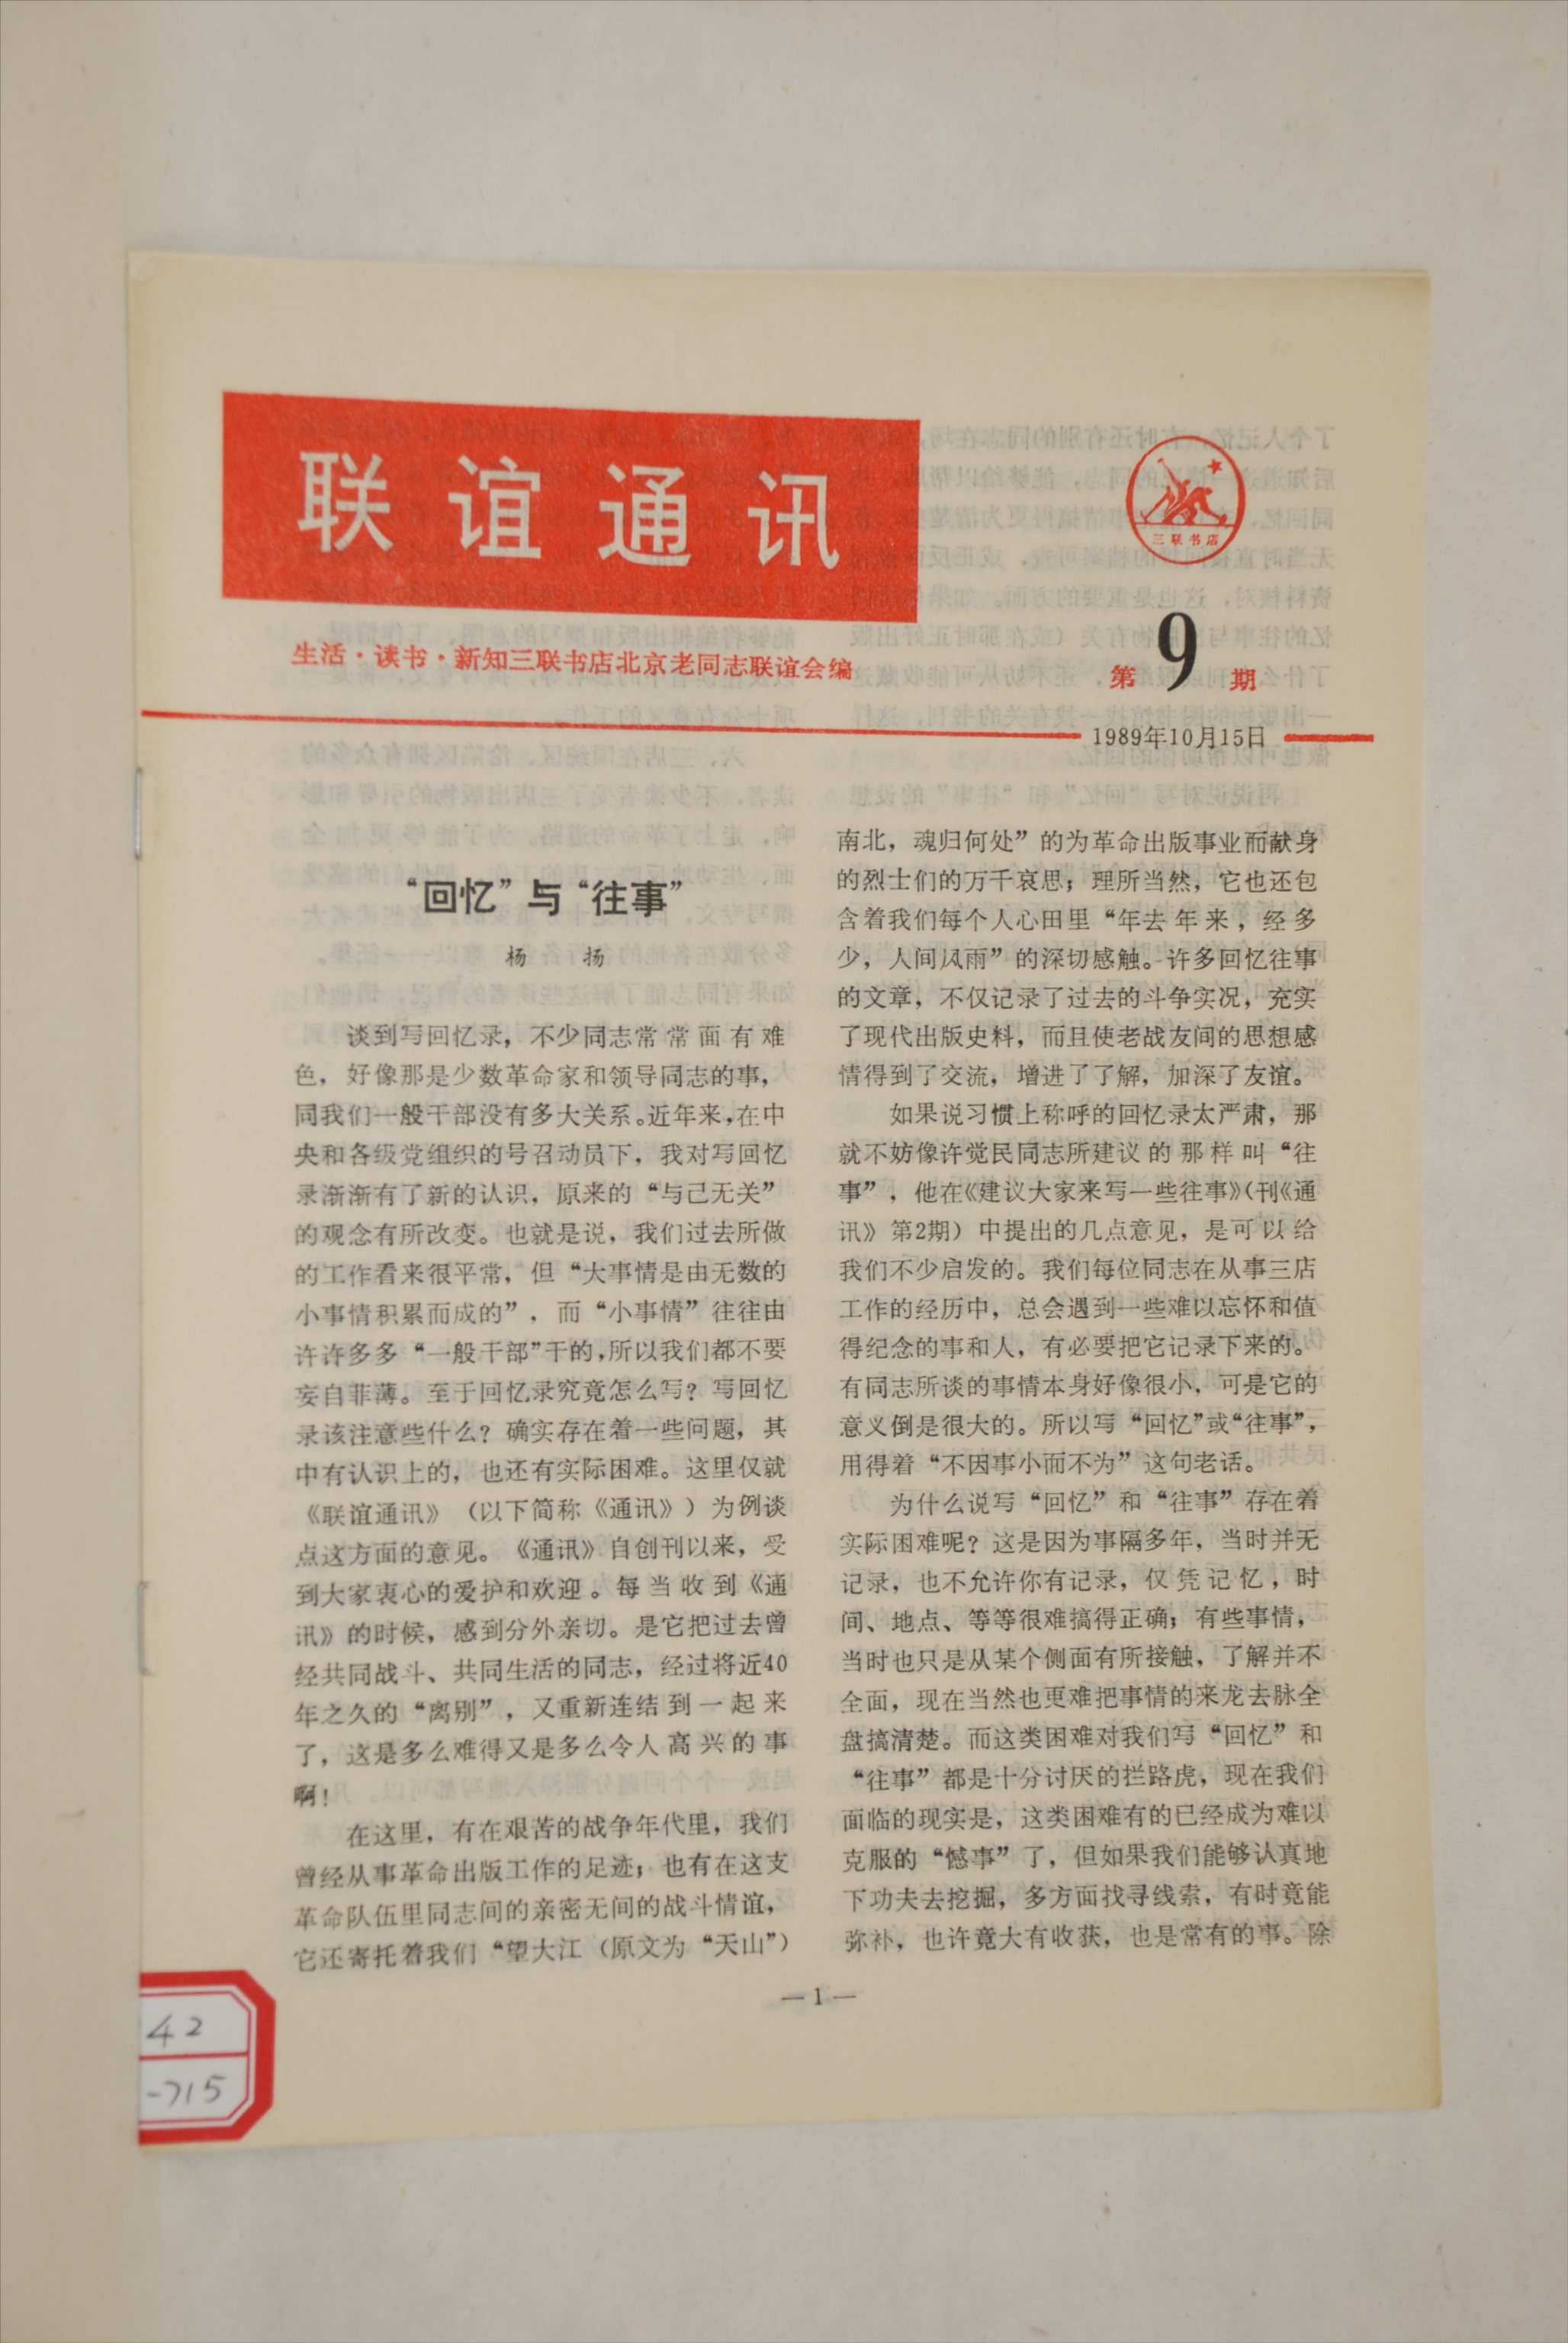 联谊通讯
三联书店
生活·读书·新知三联书店北京老同志联谊会编
第9期
1989年10月15日
“回忆”与“往事”
杨 扬
谈到写回忆录，不少同志常常面有难
色，好像那是少数革命家和领导同志的事，
同我们一般干部没有多大关系。近年来，在中
央和各级党组织的号召动员下，我对写回忆
录渐渐有了新的认识，原来的“与己无关”
的观念有所改变。也就是说，我们过去所做
的工作看来很平常，但“大事情是由无数的
小事情积累而成的”，而“小事情”往往由
许许多多“一般干部”干的，所以我们都不要
妄自菲薄。至于回忆录究竟怎么写？写回忆
录该注意些什么？确实存在着一些问题，其
中有认识上的，也还有实际困难。这里仅就
《联谊通讯》（以下简称《通讯》）为例谈
点这方面的意见。《通讯》自创刊以来，受
到大家衷心的爱护和欢迎。每当收到《通
讯》的时候，感到分外亲切。是它把过去曾
经共同战斗、共同生活的同志，经过将近40
年之久的“离别”，又重新连结到一起来
了，这是多么难得又是多么令人高兴的事
啊！
在这里，有在艰苦的战争年代里，我们
曾经从事革命出版工作的足迹；也有在这支
革命队伍里同志间的亲密无间的战斗情谊，
它还寄托着我们“望大江（原文为“天山”）
南北，魂归何处”的为革命出版事业而献身
的烈士们的万千哀思；理所当然，它也还包
含着我们每个人心田里“年去年来，经多
少，人间风雨”的深切感触。许多回忆往事
的文章，不仅记录了过去的斗争实况，充实
了现代出版史料，而且使老战友间的思想感
情得到了交流，增进了了解，加深了友谊。
如果说习惯上称呼的回忆录太严肃，那
就不妨像许觉民同志所建议的那样叫“往
事”，他在《建议大家来写一些往事》（刊《通
讯》第2期）中提出的几点意见，是可以给
我们不少启发的。我们每位同志在从事三店
工作的经历中，总会遇到一些难以忘怀和值
得纪念的事和人，有必要把它记录下来的。
有同志所谈的事情本身好像很小，可是它的
意义倒是很大的。所以写“回忆”或“往事”，
用得着“不因事小而不为”这句老话。
为什么说写“回忆”和“往事”存在着
实际困难呢？这是因为事隔多年，当时并无
记录，也不允许你有记录，仅凭记忆，时
间、地点、等等很难搞得正确；有些事情，
当时也只是从某个侧面有所接触，了解并不
全面，现在当然也更难把事情的来龙去脉全
盘搞清楚。而这类困难对我们写“回忆”和
“往事”都是十分讨厌的拦路虎，现在我们
面临的现实是，这类困难有的已经成为难以
克服的“憾事”了，但如果我们能够认真地
下功夫去挖掘，多方面找寻线索，有时竟能
弥补，也许竟大有收获，也是常有的事。除
—1—
42
-715